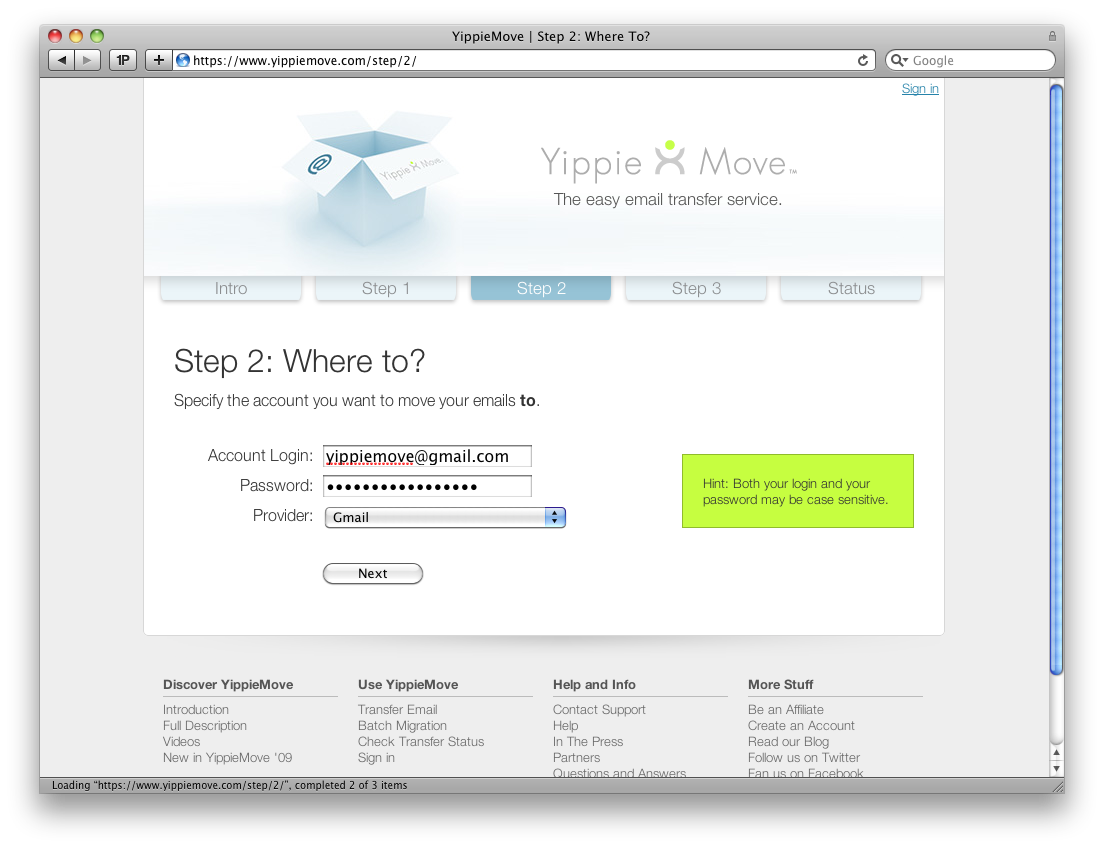 YippieMove | Step 2: Where To?
1P
+
https://www.yippiemove.com/step/2/
Google
Sign in
@
Yippie Move
Yippie Move™
The easy email transfer service.
Intro
Step 1
Step 2
Step 3
Status
Step 2: Where to?
Specify the account you want to move your emails to.
Account Login: yippiemove@gmail.com
Password: •••••••••••••••••
Provider: Gmail
Hint: Both your login and your
password may be case sensitive.
Next
Discover YippieMove
Introduction
Full Description
Videos
New in YippieMove '09
Use YippieMove
Transfer Email
Batch Migration
Check Transfer Status
Sign in
Help and Info
Contact Support
Help
In The Press
Partners
Questions and Answers
More Stuff
Be an Affiliate
Create an Account
Read our Blog
Follow us on Twitter
Fan us on Facebook
Loading “https://www.yippiemove.com/step/2/”, completed 2 of 3 items